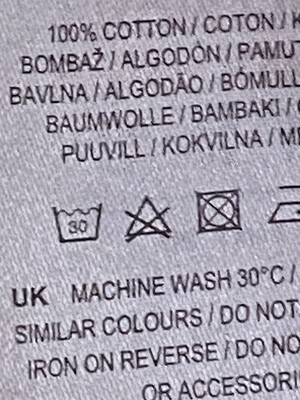 100% COTTON / COTON /
BOMBAŽ / ALGODÓN / PAMU
BAVLNA / ALGODÃO / BÓMULL
BAUMWOLLE / BAMBAKI /
PUUVILL / KOKVILNA / ME
30
UK MACHINE WASH 30°C /
SIMILAR COLOURS / DO NOT
IRON ON REVERSE / DO NO
OR ACCESSORI